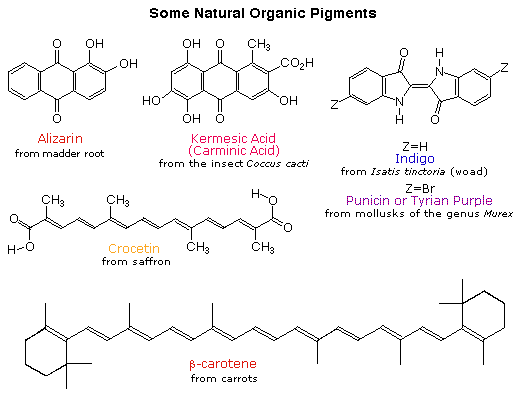 Some Natural Organic Pigments
O OH
OH
O
Alizarin
from madder root
OH O CH₃
CO₂H
HO OH
OH O
Kermesic Acid
(Carminic Acid)
from the insect Coccus cacti
O H
N Z
Z N O
H
Z=H
Indigo
from Isatis tinctoria (woad)
Z=Br
Punicin or Tyrian Purple
from mollusks of the genus Murex
CH₃ CH₃ O H
O O
H O CH₃ CH₃
Crocetin
from saffron
β-carotene
from carrots